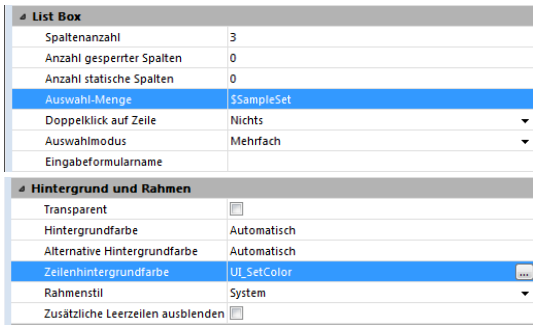 List Box
Spaltenanzahl 3
Anzahl gesperrter Spalten 0
Anzahl statische Spalten 0
Auswahl-Menge $SampleSet
Doppelklick auf Zeile Nichts
Auswahlmodus Mehrfach
Eingabeformularname
Hintergrund und Rahmen
Transparent
Hintergrundfarbe Automatisch
Alternative Hintergrundfarbe Automatisch
Zeilenhintergrundfarbe UI_SetColor ...
Rahmenstil System
Zusätzliche Leerzeilen ausblenden